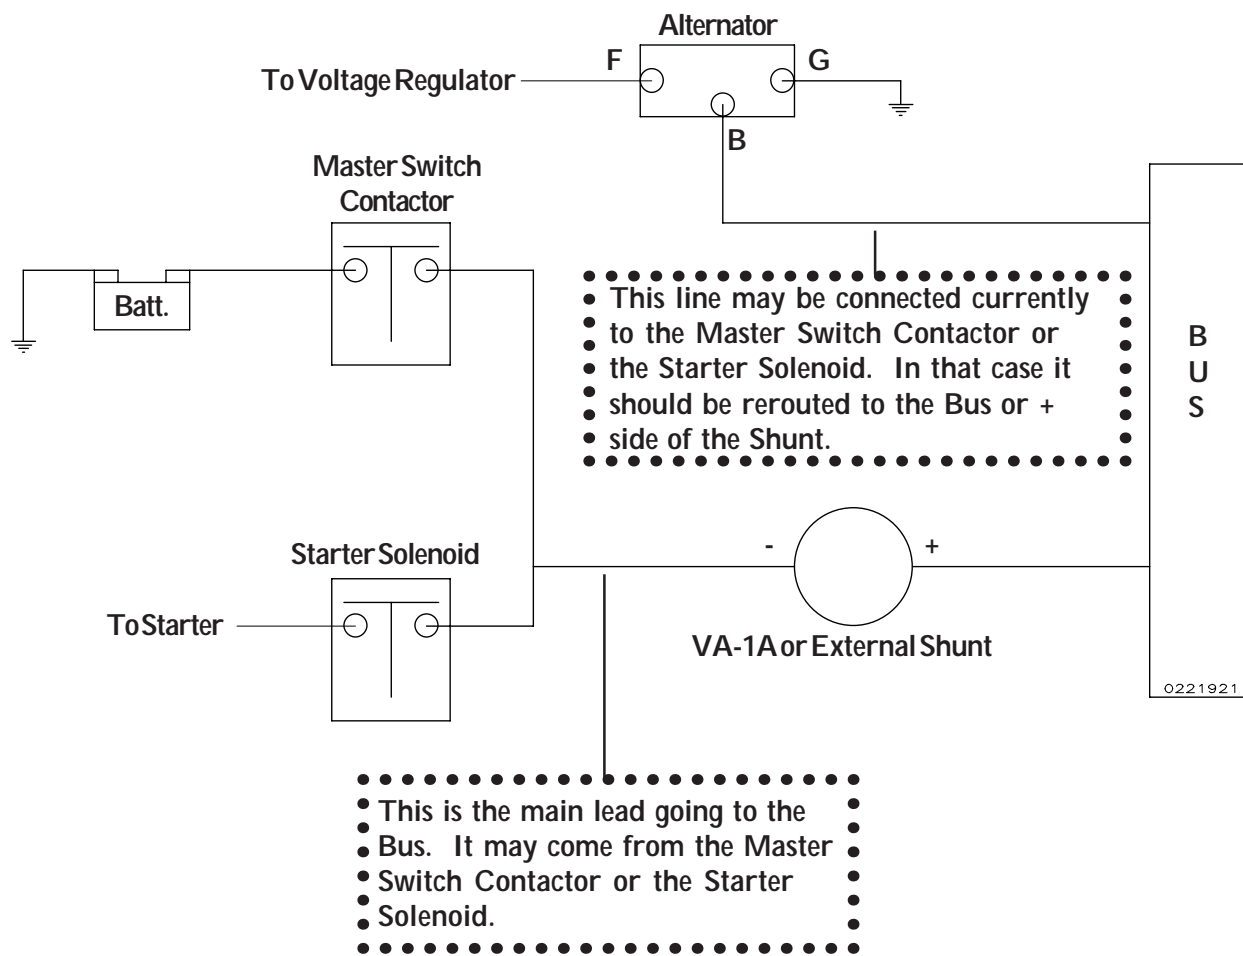 Alternator
F
G
To Voltage Regulator
B
Master Switch
Contactor
Batt.
This line may be connected currently
to the Master Switch Contactor or
the Starter Solenoid. In that case it
should be rerouted to the Bus or +
side of the Shunt.
B
U
S
Starter Solenoid
-
+
To Starter
VA-1A or External Shunt
0221921
This is the main lead going to the
Bus. It may come from the Master
Switch Contactor or the Starter
Solenoid.